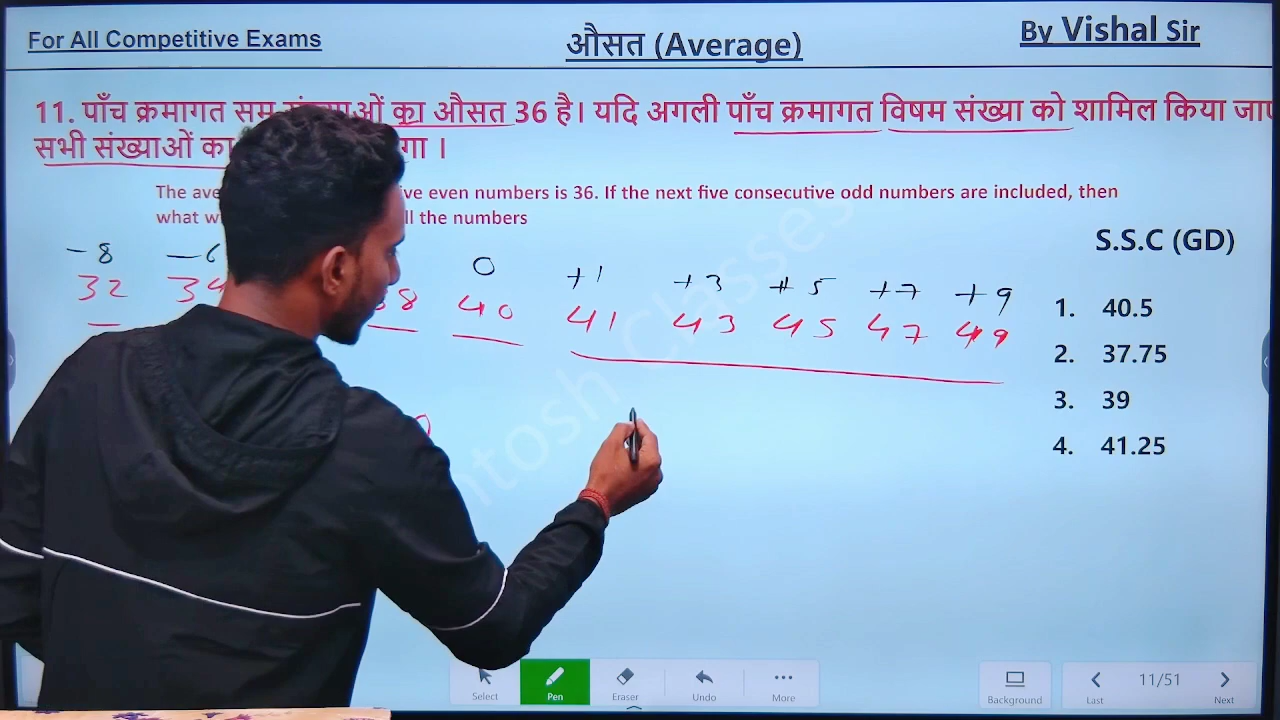 For All Competitive Exams
औसत (Average)
By Vishal Sir
11. पाँच क्रमागत सम का औसत 36 है। यदि अगली पाँच क्रमागत विषम संख्या को शामिल किया
सभी संख्याओं का ।
The consecutive even numbers is 36. If the next five consecutive odd numbers are included, then
what the numbers
S.S.C (GD)
-8 0 +1 +3 +5 +7 +9
32 40 41 43 45 47 49
1. 40.5
2. 37.75
3. 39
4. 41.25
Select Pen Eraser Undo More Background Last 11/51 Next